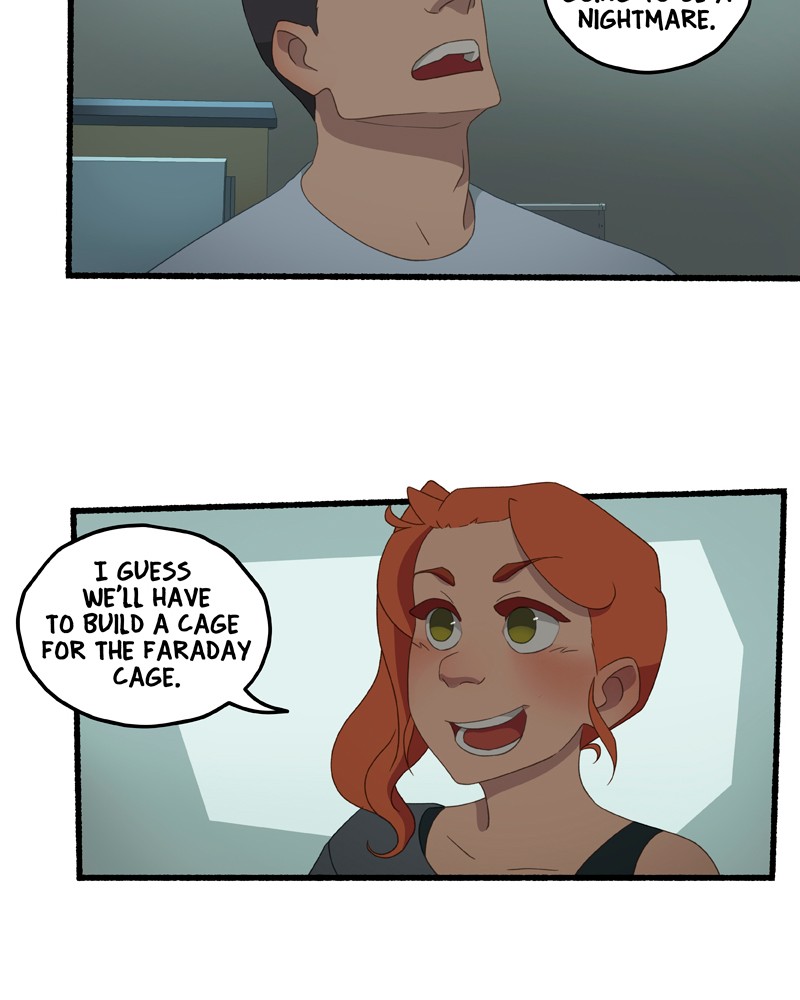 NIGHTMARE.
I GUESS
WE'LL HAVE
TO BUILD A CAGE
FOR THE FARADAY
CAGE.